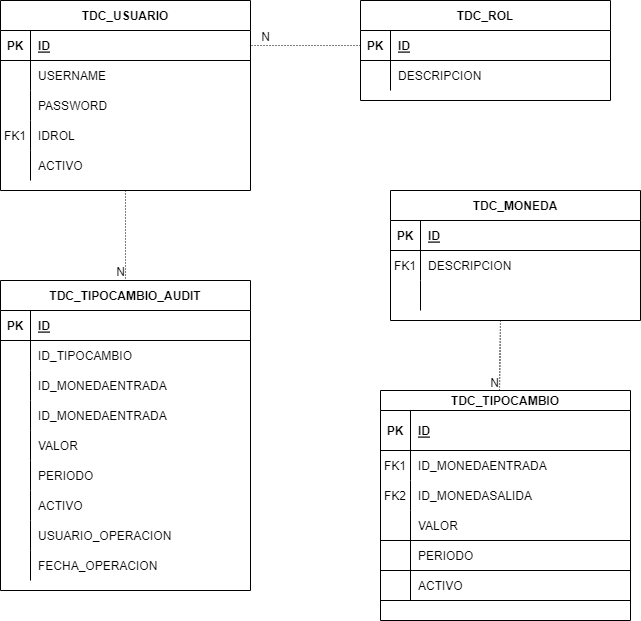 TDC_USUARIO
PK ID
USERNAME
PASSWORD
FK1 IDROL
ACTIVO
N
TDC_ROL
PK ID
DESCRIPCION
TDC_MONEDA
PK ID
FK1 DESCRIPCION
N
TDC_TIPOCAMBIO_AUDIT
PK ID
ID_TIPOCAMBIO
ID_MONEDAENTRADA
ID_MONEDAENTRADA
VALOR
PERIODO
ACTIVO
USUARIO_OPERACION
FECHA_OPERACION
N
TDC_TIPOCAMBIO
PK ID
FK1 ID_MONEDAENTRADA
FK2 ID_MONEDASALIDA
VALOR
PERIODO
ACTIVO